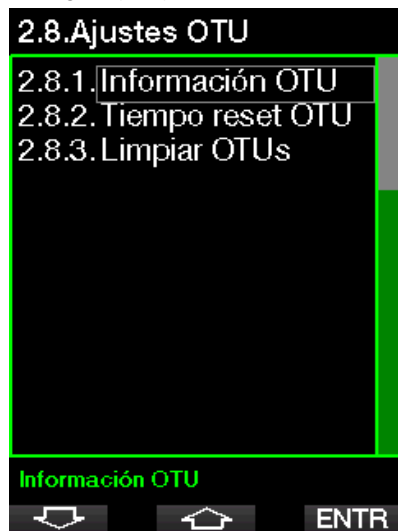 2.8.Ajustes OTU
2.8.1.Información OTU
2.8.2.Tiempo reset OTU
2.8.3.Limpiar OTUs
Información OTU
ENTR